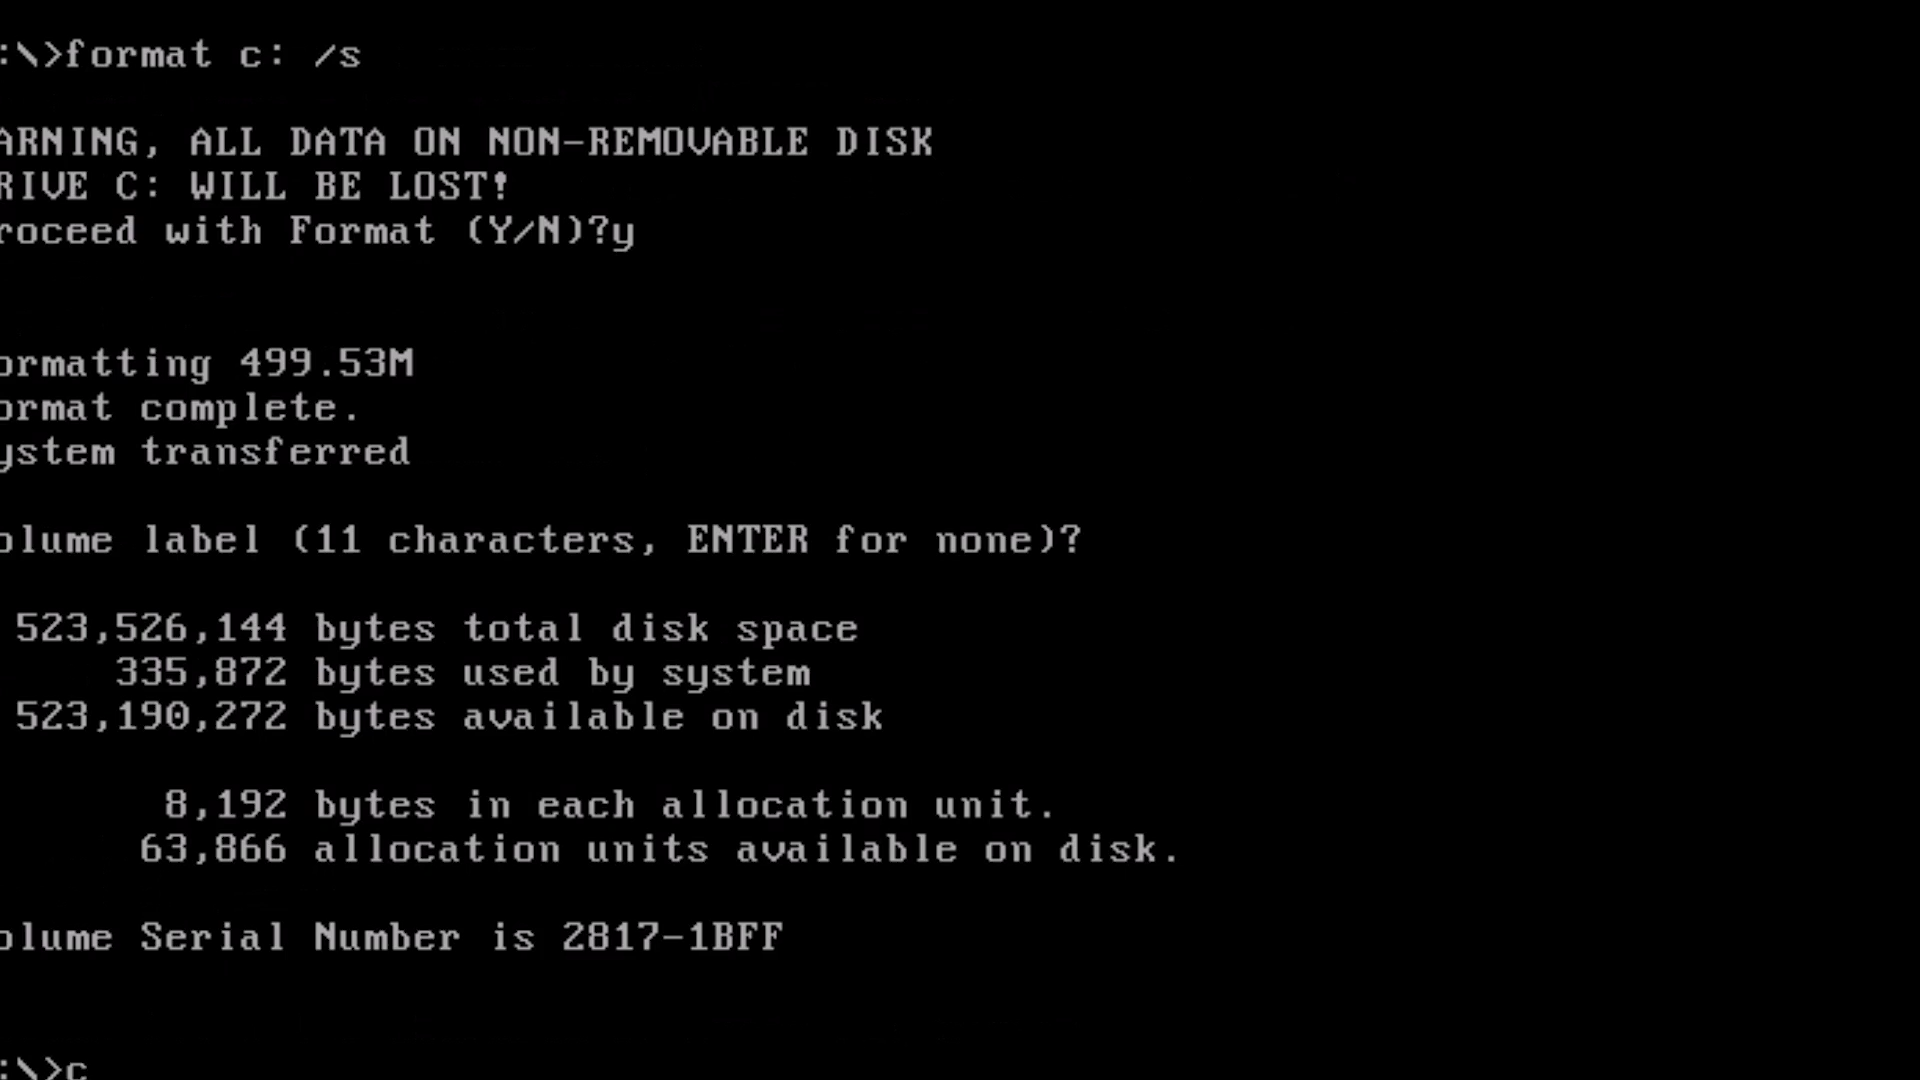 :\>format c: /s
ARNING, ALL DATA ON NON-REMOVABLE DISK
RIVE C: WILL BE LOST!
roceed with Format (Y/N)?y
ormatting 499.53M
ormat complete.
ystem transferred
olume label (11 characters, ENTER for none)?
523,526,144 bytes total disk space
335,872 bytes used by system
523,190,272 bytes available on disk
8,192 bytes in each allocation unit.
63,866 allocation units available on disk.
olume Serial Number is 2817-1BFF
:\>c